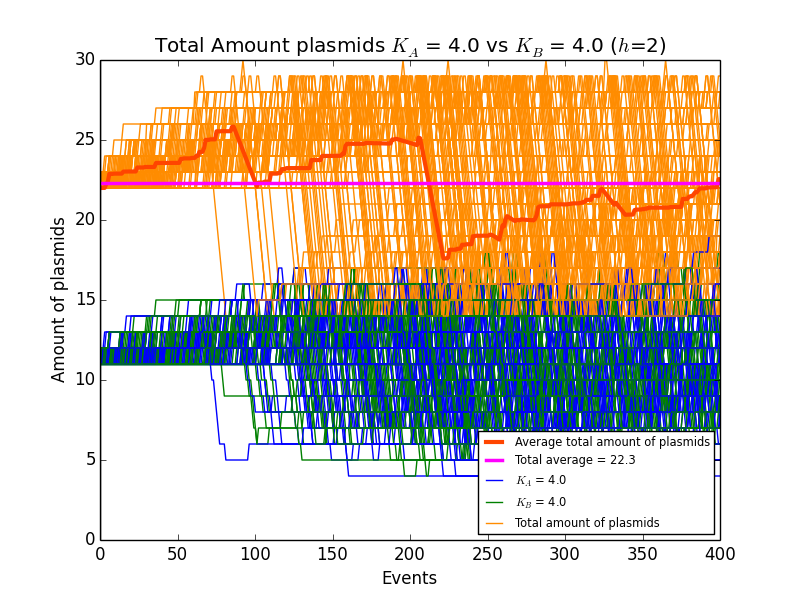 Total Amount plasmids K_A = 4.0 vs K_B = 4.0 (h=2)
30
25
20
15
10
5
0
Amount of plasmids
Average total amount of plasmids
Total average = 22.3
K_A = 4.0
K_B = 4.0
Total amount of plasmids
0 50 100 150 200 250 300 350 400
Events